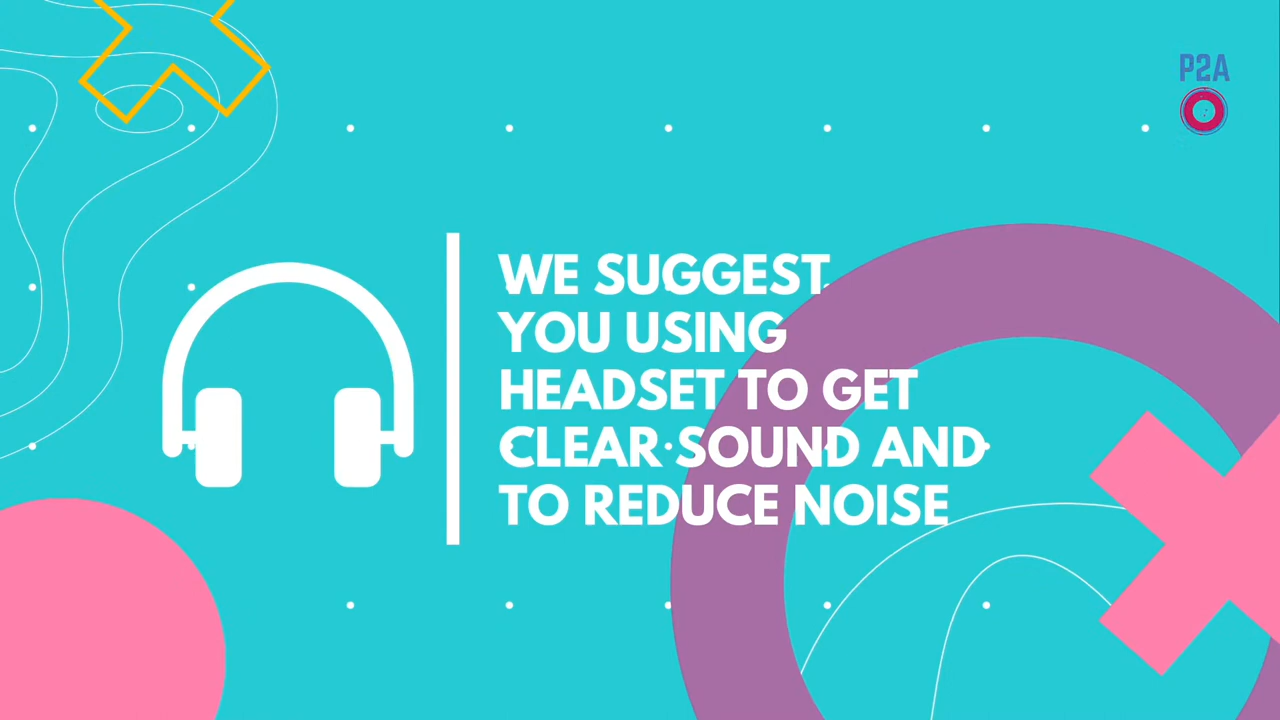 P2A
WE SUGGEST
YOU USING
HEADSET TO GET
CLEAR SOUND AND
TO REDUCE NOISE